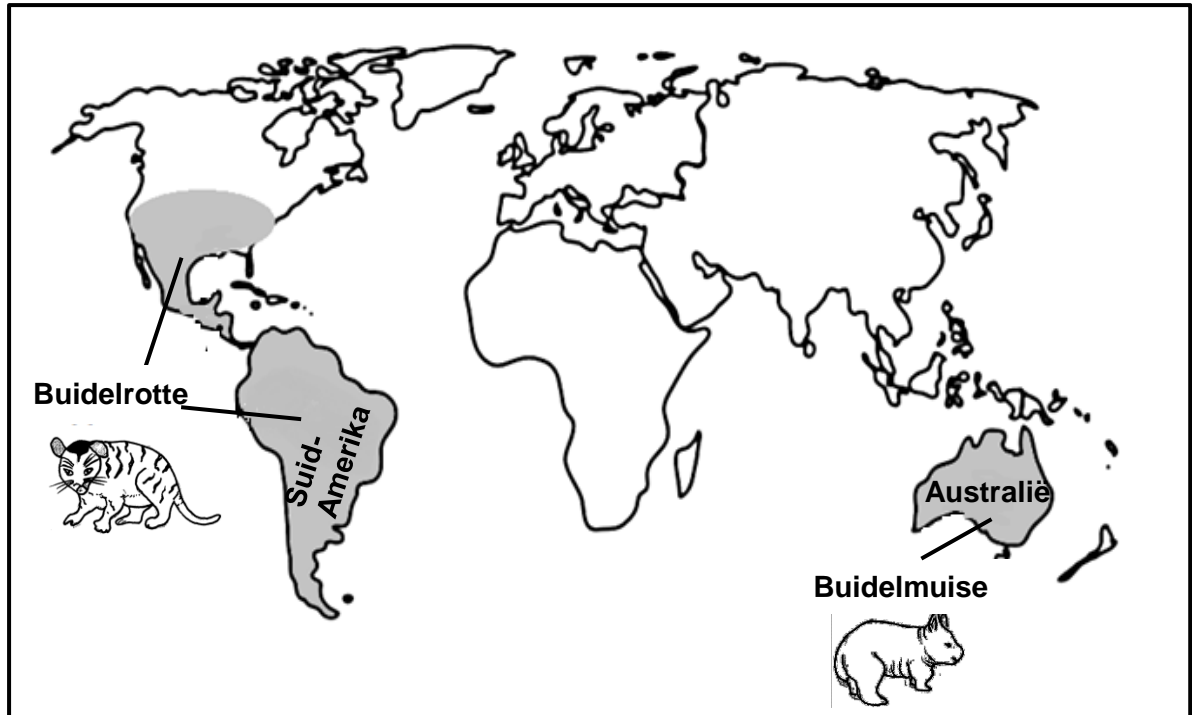 Buidelrotte
Suid-
Amerika
Australië
Buidelmuise